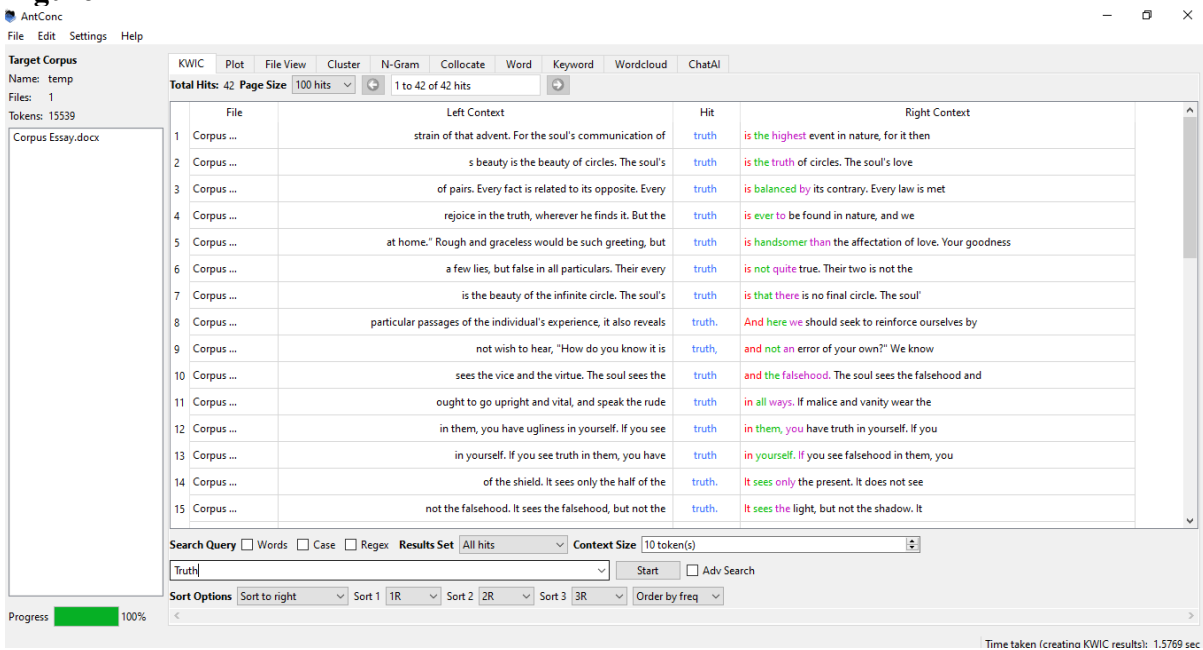 AntConc
File Edit Settings Help
Target Corpus
Name: temp
Files: 1
Tokens: 15539
Corpus Essay.docx
Progress 100%
KWIC Plot File View Cluster N-Gram Collocate Word Keyword Wordcloud ChatAI
Total Hits: 42 Page Size 100 hits 1 to 42 of 42 hits
File Left Context Hit Right Context
1 Corpus ... strain of that advent. For the soul's communication of truth is the highest event in nature, for it then
2 Corpus ... s beauty is the beauty of circles. The soul's truth is the truth of circles. The soul's love
3 Corpus ... of pairs. Every fact is related to its opposite. Every truth is balanced by its contrary. Every law is met
4 Corpus ... rejoice in the truth, wherever he finds it. But the truth is ever to be found in nature, and we
5 Corpus ... at home." Rough and graceless would be such greeting, but truth is handsomer than the affectation of love. Your goodness
6 Corpus ... a few lies, but false in all particulars. Their every truth is not quite true. Their two is not the
7 Corpus ... is the beauty of the infinite circle. The soul's truth is that there is no final circle. The soul'
8 Corpus ... particular passages of the individual's experience, it also reveals truth. And here we should seek to reinforce ourselves by
9 Corpus ... not wish to hear, "How do you know it is truth, and not an error of your own?" We know
10 Corpus ... sees the vice and the virtue. The soul sees the truth and the falsehood. The soul sees the falsehood and
11 Corpus ... ought to go upright and vital, and speak the rude truth in all ways. If malice and vanity wear the
12 Corpus ... in them, you have ugliness in yourself. If you see truth in them, you have truth in yourself. If you
13 Corpus ... in yourself. If you see truth in them, you have truth in yourself. If you see falsehood in them, you
14 Corpus ... of the shield. It sees only the half of the truth. It sees only the present. It does not see
15 Corpus ... not the falsehood. It sees the falsehood, but not the truth. It sees the light, but not the shadow. It
Search Query Words Case Regex Results Set All hits Context Size 10 token(s)
Truth Start Adv Search
Sort Options Sort to right Sort 1 1R Sort 2 2R Sort 3 3R Order by freq
Time taken (creating KWIC results): 1.5769 sec